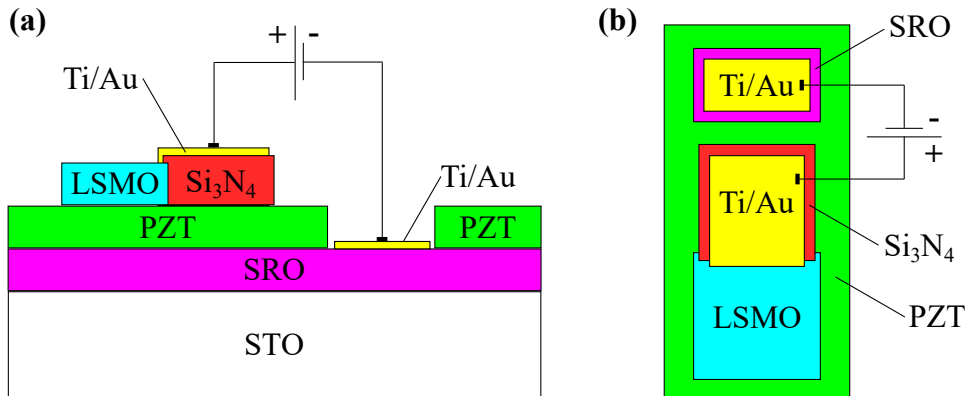 (a)
+ -
Ti/Au
LSMO
Si₃N₄
Ti/Au
PZT
PZT
SRO
STO
(b)
SRO
Ti/Au
-
+
Ti/Au
Si₃N₄
LSMO
PZT